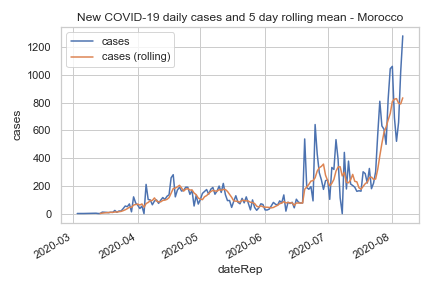 New COVID-19 daily cases and 5 day rolling mean - Morocco
cases
cases (rolling)
1200
1000
800
600
400
200
0
cases
2020-03
2020-04
2020-05
2020-06
2020-07
2020-08
dateRep